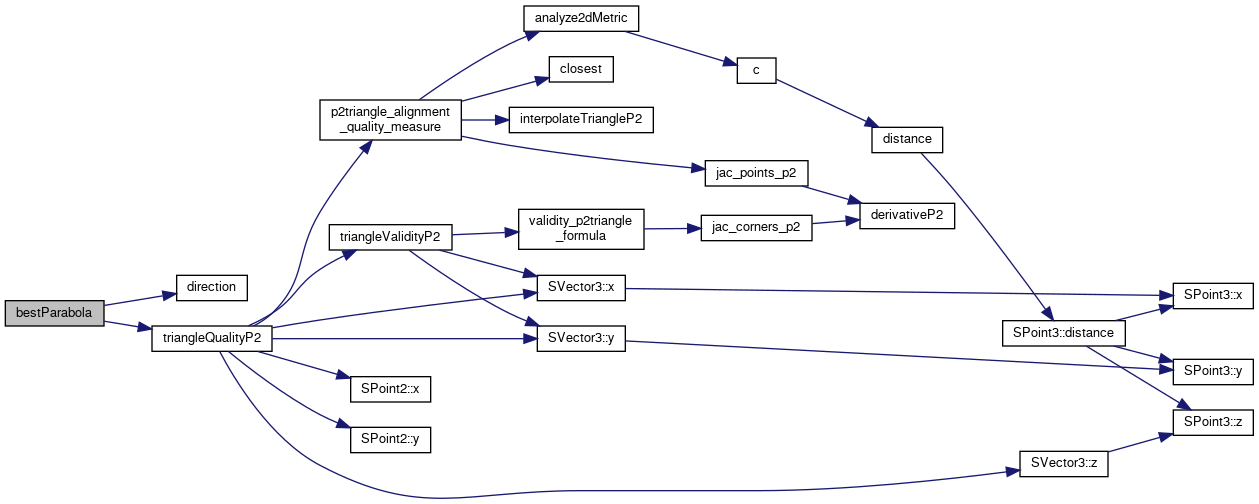 analyze2dMetric
closest
c
p2triangle_alignment
_quality_measure
interpolateTriangleP2
distance
jac_points_p2
derivativeP2
validity_p2triangle
_formula
jac_corners_p2
triangleValidityP2
direction
SVector3::x
SPoint3::x
bestParabola
triangleQualityP2
SVector3::y
SPoint3::distance
SPoint3::y
SPoint2::x
SPoint3::z
SPoint2::y
SVector3::z